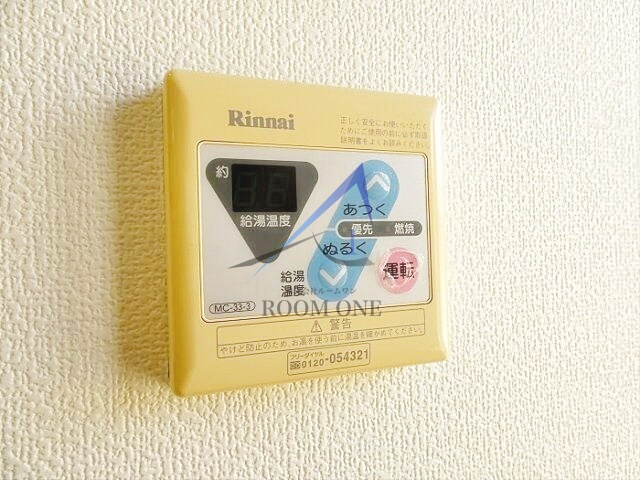 Rinnai
正しく安全にお使いいただく
ためにご使用の前に必ず取扱
説明書をよくお読みください。
約
給湯温度
あつく
優先 燃焼
ぬるく
運転
給湯
温度
ルームワン
MC-33-3
ROOM ONE
⚠警告
やけど防止のため、お湯を使う前に湯温を確かめてください。
フリーダイヤル
0120-054321